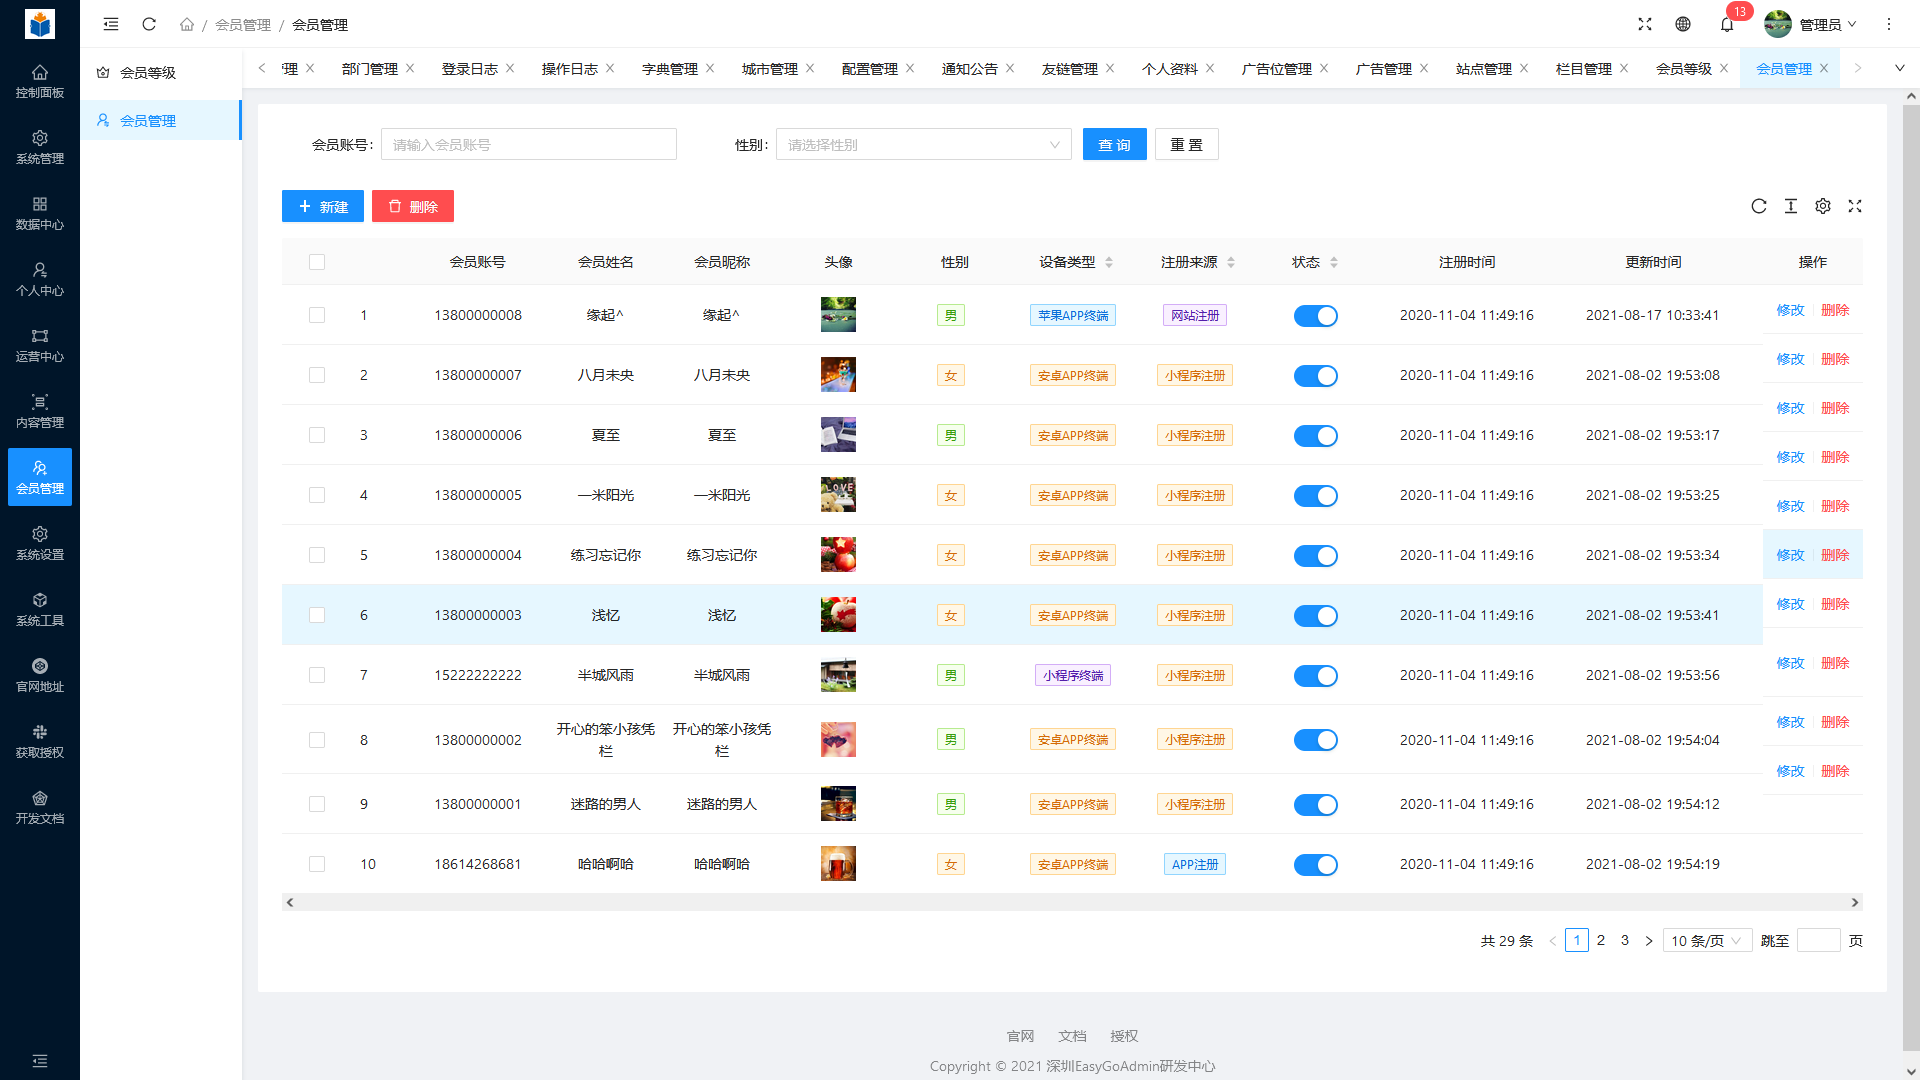 会员管理 / 会员管理
13
管理员
控制面板
系统管理
数据中心
个人中心
运营中心
内容管理
会员管理
系统设置
系统工具
官网地址
获取授权
开发文档
会员等级
会员管理
理 部门管理 登录日志 操作日志 字典管理 城市管理 配置管理 通知公告 友链管理 个人资料 广告位管理 广告管理 站点管理 栏目管理 会员等级 会员管理
会员账号: 请输入会员账号 性别: 请选择性别 查 询 重 置
新建 删除
会员账号 会员姓名 会员昵称 头像 性别 设备类型 注册来源 状态 注册时间 更新时间 操作
1 13800000008 缘起^ 缘起^ 男 苹果APP终端 网站注册 2020-11-04 11:49:16 2021-08-17 10:33:41 修改 删除
2 13800000007 八月未央 八月未央 女 安卓APP终端 小程序注册 2020-11-04 11:49:16 2021-08-02 19:53:08 修改 删除
3 13800000006 夏至 夏至 男 安卓APP终端 小程序注册 2020-11-04 11:49:16 2021-08-02 19:53:17 修改 删除
4 13800000005 一米阳光 一米阳光 LOVE 女 安卓APP终端 小程序注册 2020-11-04 11:49:16 2021-08-02 19:53:25 修改 删除
5 13800000004 练习忘记你 练习忘记你 女 安卓APP终端 小程序注册 2020-11-04 11:49:16 2021-08-02 19:53:34 修改 删除
6 13800000003 浅忆 浅忆 女 安卓APP终端 小程序注册 2020-11-04 11:49:16 2021-08-02 19:53:41 修改 删除
7 15222222222 半城风雨 半城风雨 男 小程序终端 小程序注册 2020-11-04 11:49:16 2021-08-02 19:53:56 修改 删除
8 13800000002 开心的笨小孩凭栏 开心的笨小孩凭栏 男 安卓APP终端 小程序注册 2020-11-04 11:49:16 2021-08-02 19:54:04 修改 删除
9 13800000001 迷路的男人 迷路的男人 男 安卓APP终端 小程序注册 2020-11-04 11:49:16 2021-08-02 19:54:12 修改 删除
10 18614268681 哈哈啊哈 哈哈啊哈 女 安卓APP终端 APP注册 2020-11-04 11:49:16 2021-08-02 19:54:19 修改 删除
共 29 条 1 2 3 10 条/页 跳至 页
官网 文档 授权
Copyright © 2021 深圳EasyGoAdmin研发中心